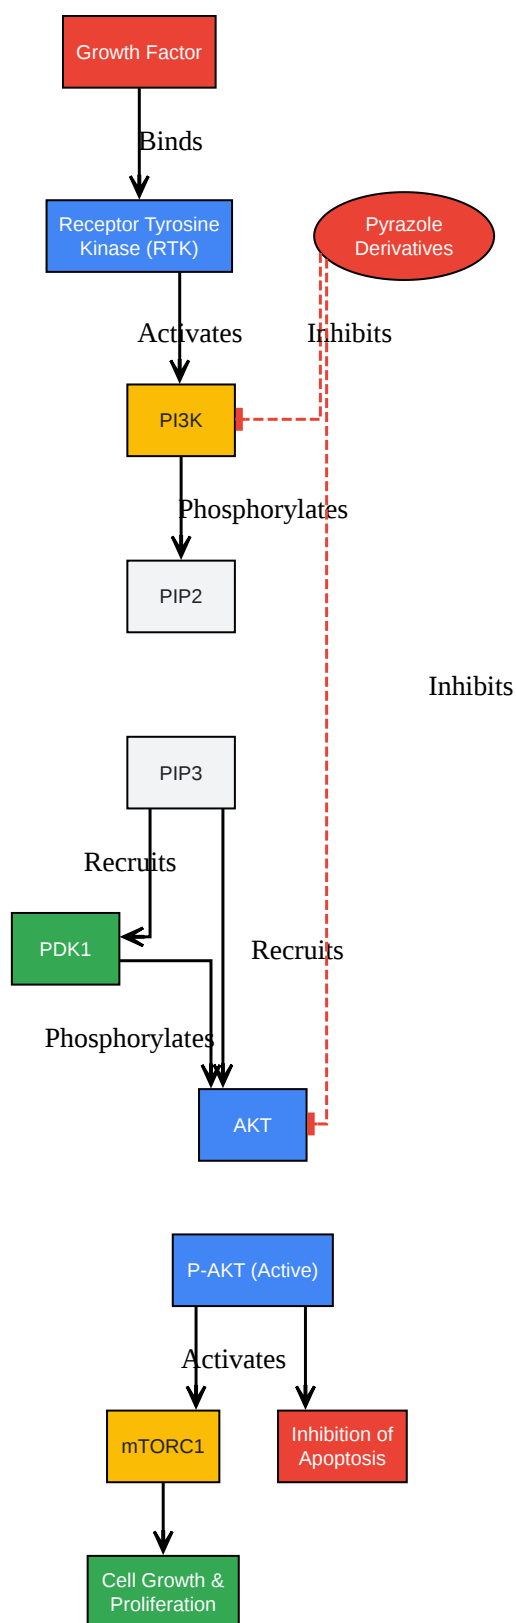 Growth Factor
Binds
Receptor Tyrosine
Kinase (RTK)
Pyrazole
Derivatives
Activates
Inhibits
PI3K
Phosphorylates
PIP2
Inhibits
PIP3
Recruits
PDK1
Recruits
Phosphorylates
AKT
P-AKT (Active)
Activates
mTORC1
Inhibition of
Apoptosis
Cell Growth &
Proliferation